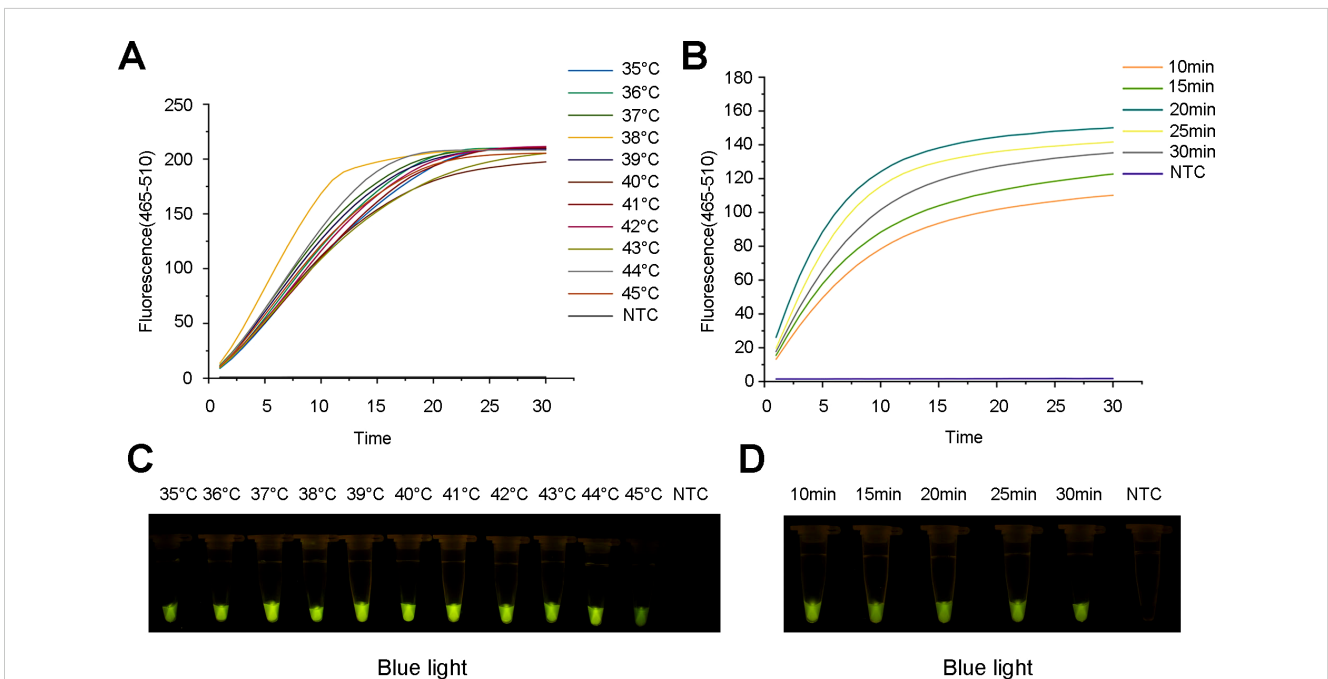 A
Fluorescence(465-510)
250
200
150
100
50
0
0 5 10 15 20 25 30
Time
35°C
36°C
37°C
38°C
39°C
40°C
41°C
42°C
43°C
44°C
45°C
NTC
B
Fluorescence(465-510)
180
160
140
120
100
80
60
40
20
0
0 5 10 15 20 25 30
Time
10min
15min
20min
25min
30min
NTC
C
35°C 36°C 37°C 38°C 39°C 40°C 41°C 42°C 43°C 44°C 45°C NTC
Blue light
D
10min 15min 20min 25min 30min NTC
Blue light